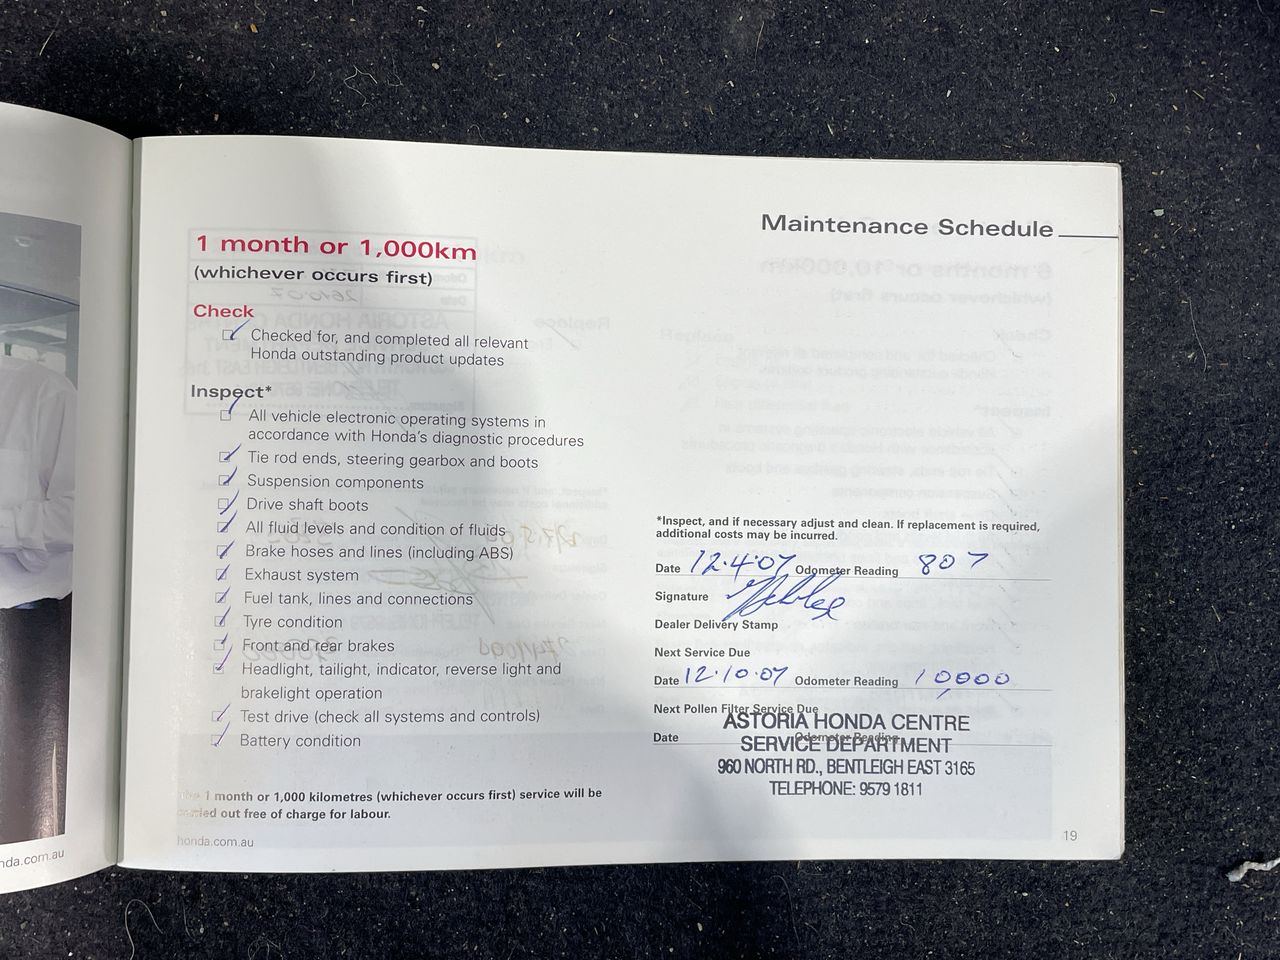 Maintenance Schedule
1 month or 1,000km
(whichever occurs first)
Check
Checked for, and completed all relevant
Honda outstanding product updates
Inspect*
All vehicle electronic operating systems in
accordance with Honda's diagnostic procedures
Tie rod ends, steering gearbox and boots
Suspension components
Drive shaft boots
All fluid levels and condition of fluids
Brake hoses and lines (including ABS)
Exhaust system
Fuel tank, lines and connections
Tyre condition
Front and rear brakes
Headlight, tailight, indicator, reverse light and
brakelight operation
Test drive (check all systems and controls)
Battery condition
1 month or 1,000 kilometres (whichever occurs first) service will be
out free of charge for labour.
honda.com.au
*Inspect, and if necessary adjust and clean. If replacement is required,
additional costs may be incurred.
Date 12.4.07 Odometer Reading 807
Signature
Dealer Delivery Stamp
Next Service Due
Date 12.10.07 Odometer Reading 10000
Next Pollen Filter Service Due
Date Odometer Reading
ASTORIA HONDA CENTRE
SERVICE DEPARTMENT
960 NORTH RD., BENTLEIGH EAST 3165
TELEPHONE: 9579 1811
19
nda.com.au